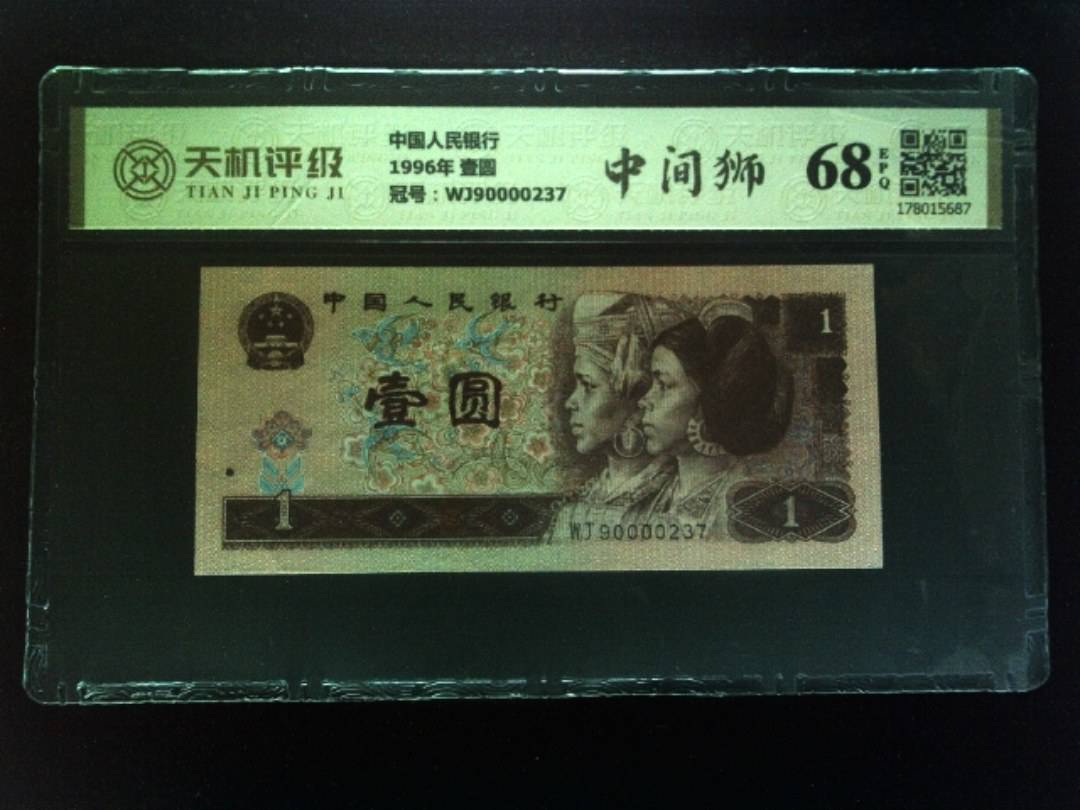 天机评级
TIAN JI PING JI
中国人民银行
1996年 壹圆
冠号：WJ90000237
中间狮
68
EPQ
178015687
中国人民银行
1
壹圆
1
WJ90000237
1